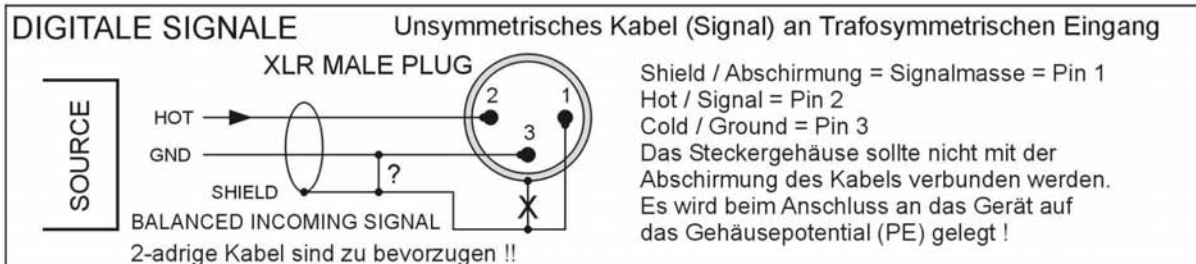 DIGITALE SIGNALE
Unsymmetrisches Kabel (Signal) an Trafosymmetrischen Eingang
XLR MALE PLUG
SOURCE
HOT
GND
SHIELD
?
2
1
3
X
BALANCED INCOMING SIGNAL
2-adrige Kabel sind zu bevorzugen !!
Shield / Abschirmung = Signalmasse = Pin 1
Hot / Signal = Pin 2
Cold / Ground = Pin 3
Das Steckergehäuse sollte nicht mit der
Abschirmung des Kabels verbunden werden.
Es wird beim Anschluss an das Gerät auf
das Gehäusepotential (PE) gelegt !